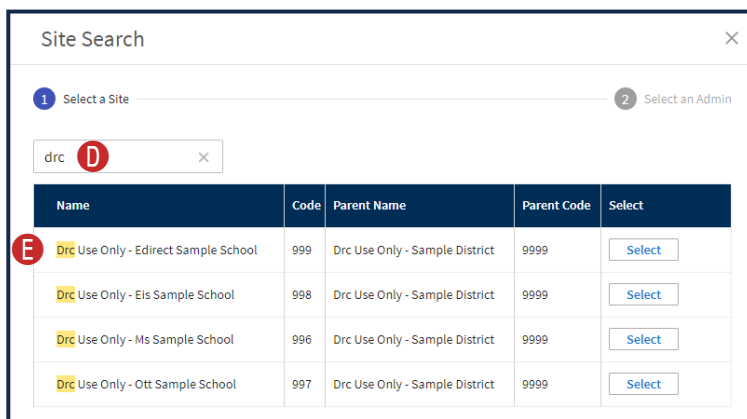 Site Search
1 Select a Site 2 Select an Admin
drc D
Name Code Parent Name Parent Code Select
E Drc Use Only - Edirect Sample School 999 Drc Use Only - Sample District 9999 Select
Drc Use Only - Eis Sample School 998 Drc Use Only - Sample District 9999 Select
Drc Use Only - Ms Sample School 996 Drc Use Only - Sample District 9999 Select
Drc Use Only - Ott Sample School 997 Drc Use Only - Sample District 9999 Select